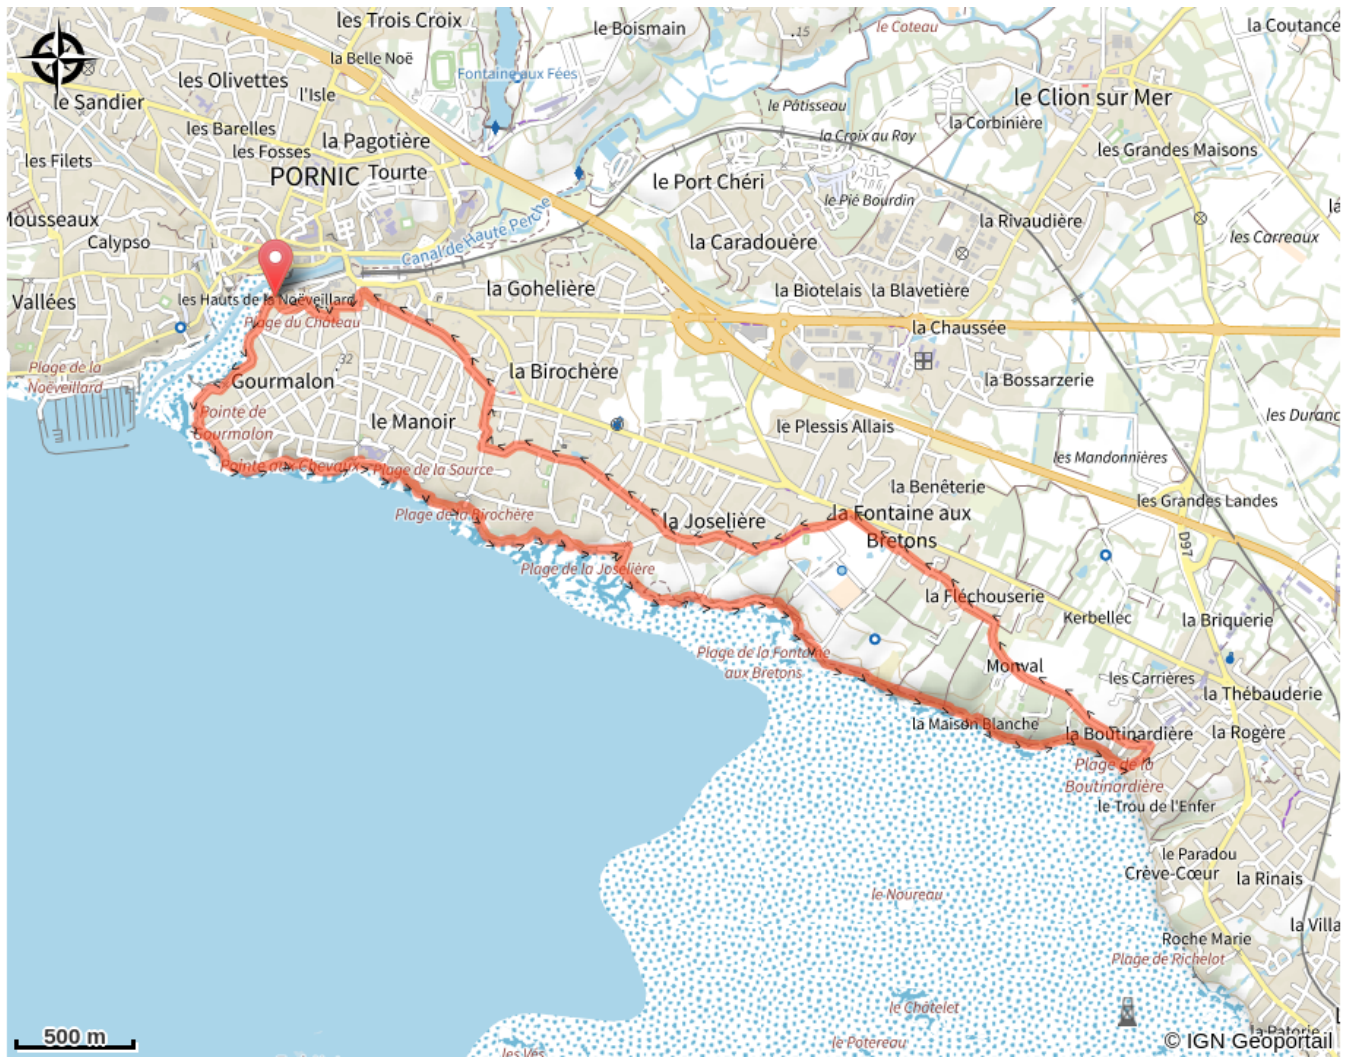 les Trois Croix
le Boismain
.15
le Coteau
la Coutance
la Belle Noë
les Olivettes
Fontaine aux Fées
l'Isle
le Sandier
le Pâtisseau
le Clion sur Mer
les Barelles
la Pagotière
la Croix au Roy
la Corbinière
les Fosses
les Filets
les Grandes Maisons
PORNIC
Tourte
le Port Chéri
le Pié Bourdin
Mousseaux
la Rivaudière
Calypso
Canal de Haute Perche
la Caradouère
les Carreaux
Vallées
les Hauts de la Noëveillard
la Gohelière
la Biotelais
la Blavetière
Plage du Château
la Chaussée
32
Plage de la
Noëveillard
Gourmalon
la Birochère
la Bossarzerie
Pointe de
Gourmalon
le Manoir
le Plessis Allais
les Duranc
Pointe aux Chevaux
Plage de la Source
les Mandonnières
la Benêterie
les Grandes Landes
Plage de la Birochère
la Joselière
la Fontaine aux
Bretons
D97
Plage de la Joselière
la Fléchouserie
Kerbellec
la Briquerie
Plage de la Fontaine
aux Bretons
Morval
les Carrières
la Thébauderie
la Maison Blanche
la Boutinardière
la Rogère
Plage de la
Boutinardière
le Trou de l'Enfer
le Paradou
Crève-Cœur
la Rinais
le Noureau
la Villa
Roche Marie
Plage de Richelot
le Châtelet
500 m
la Patorie
le Potereau
© IGN Geoportail
les Vés